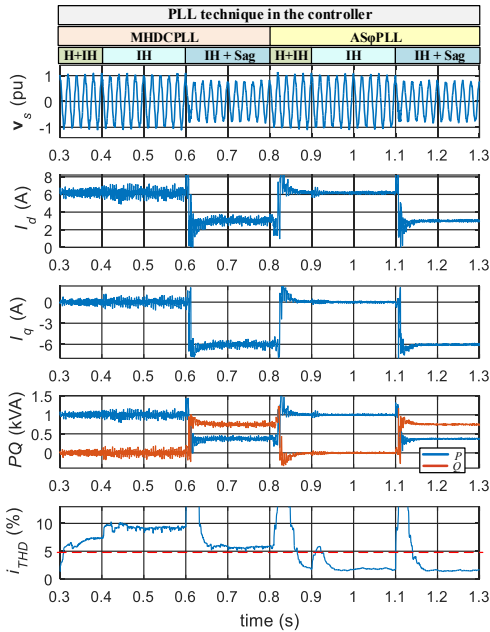 PLL technique in the controller
MHDCPLL ASφPLL
H+IH IH IH + Sag H+IH IH IH + Sag
v_s (pu)
1
0
-1
0.3 0.4 0.5 0.6 0.7 0.8 0.9 1.0 1.1 1.2 1.3
I_d (A)
8
6
4
2
0
0.3 0.4 0.5 0.6 0.7 0.8 0.9 1.0 1.1 1.2 1.3
I_q (A)
0
-3
-6
0.3 0.4 0.5 0.6 0.7 0.8 0.9 1.0 1.1 1.2 1.3
PQ (kVA)
1.5
1
0.5
0
P
Q
0.3 0.4 0.5 0.6 0.7 0.8 0.9 1.0 1.1 1.2 1.3
i_THD (%)
10
5
0
0.3 0.4 0.5 0.6 0.7 0.8 0.9 1.0 1.1 1.2 1.3
time (s)